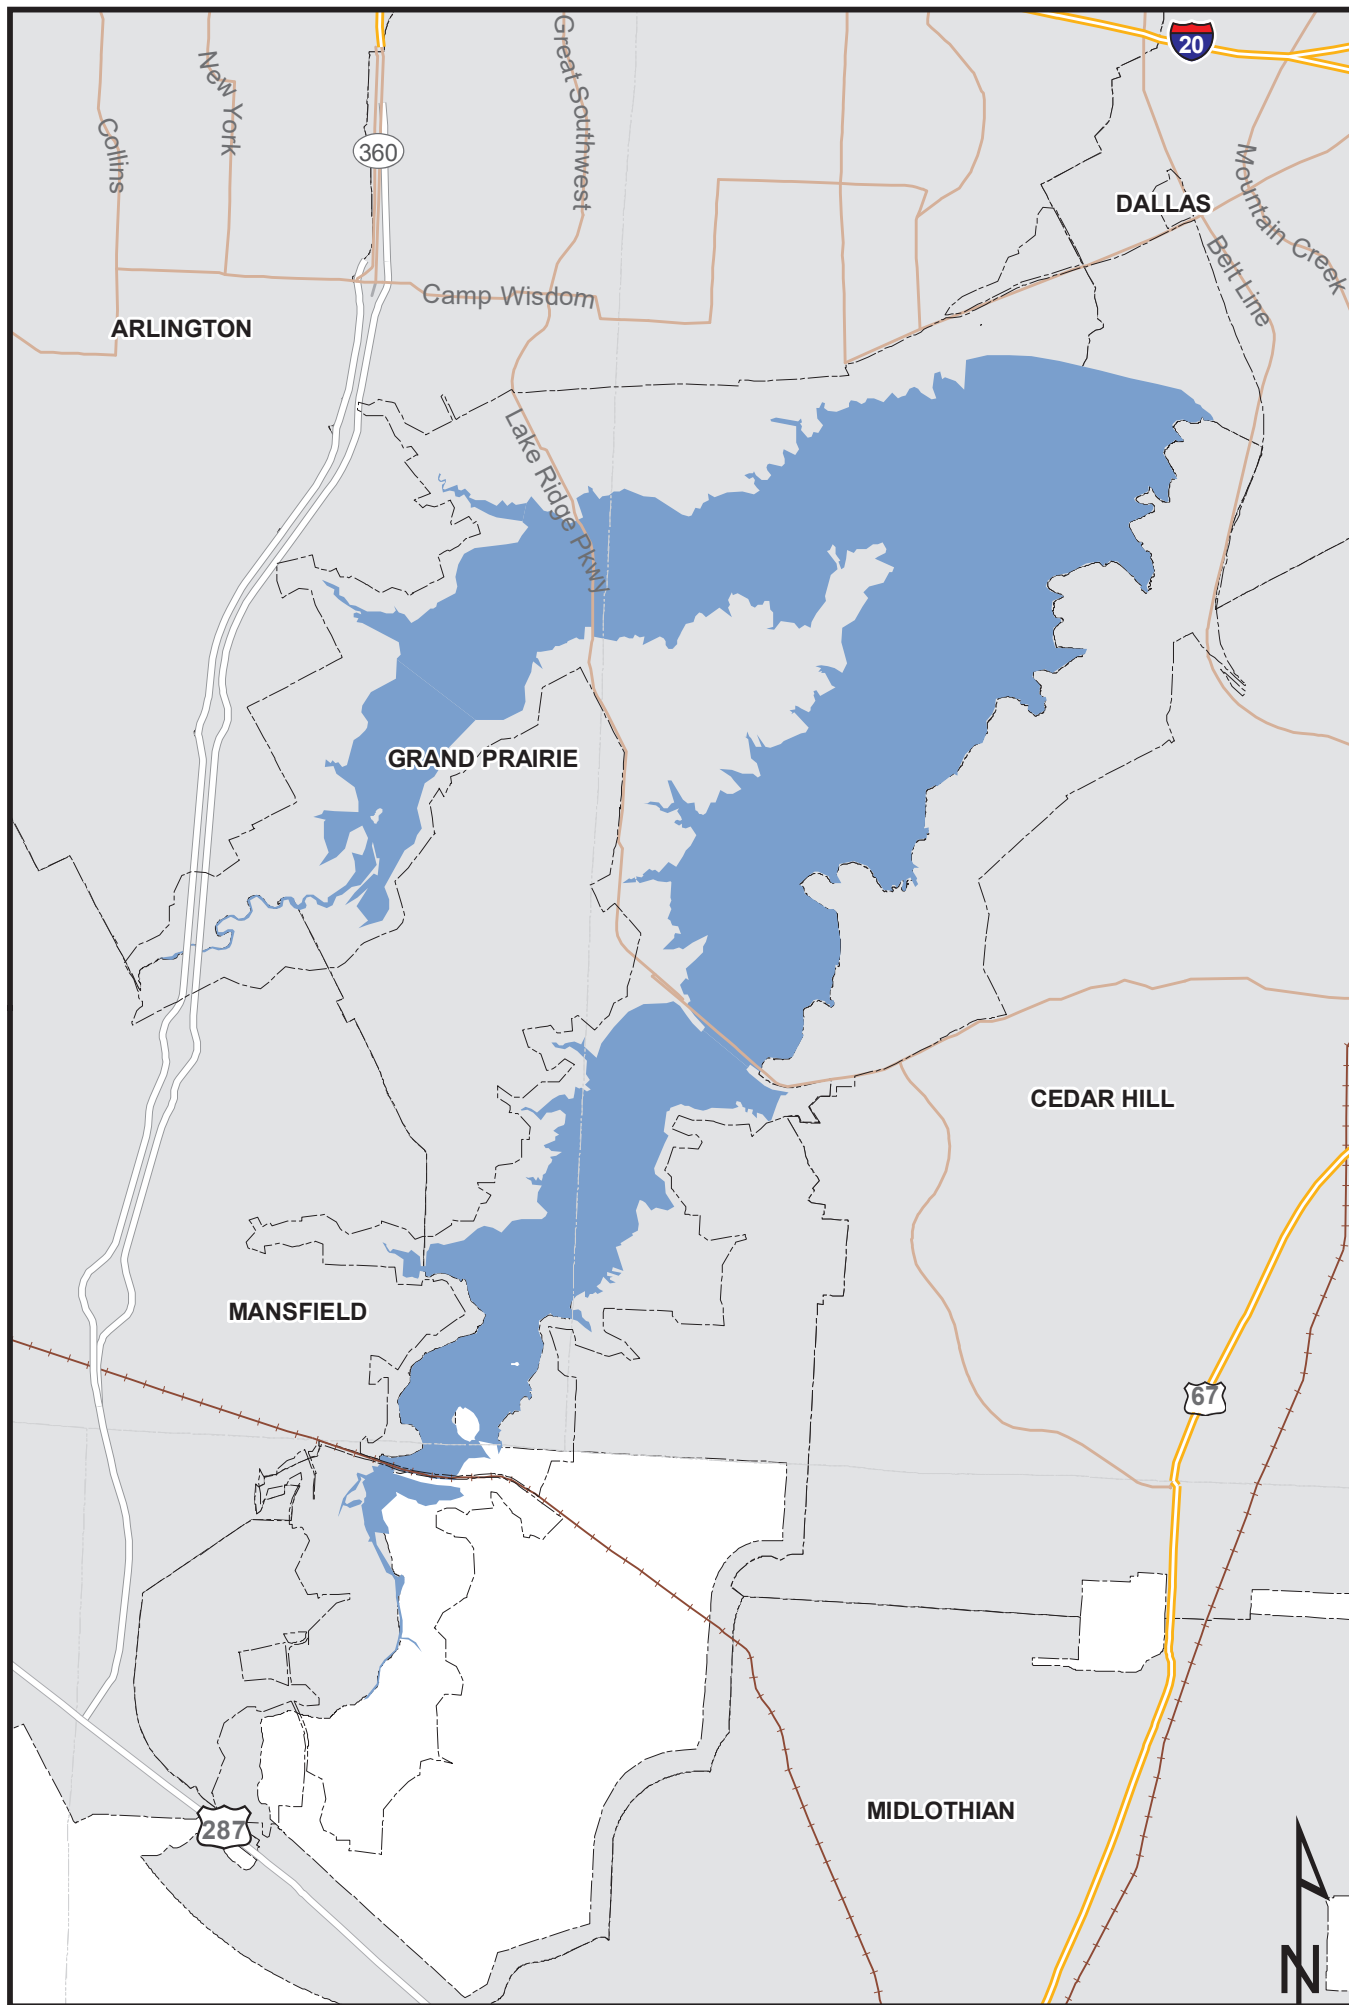 20
New York
Great Southwest
Collins
360
Mountain Creek
DALLAS
Belt Line
Camp Wisdom
ARLINGTON
Lake Ridge Pkwy
GRAND PRAIRIE
CEDAR HILL
MANSFIELD
67
MIDLOTHIAN
287
N